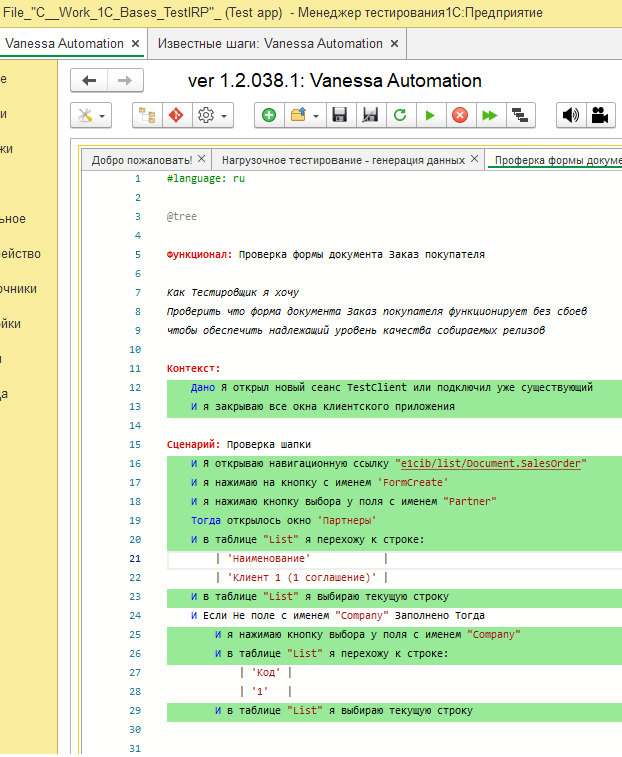 File_"C__Work_1C_Bases_TestIRP"_ (Test app) - Менеджер тестирования1С:Предприятие
Vanessa Automation × Известные шаги: Vanessa Automation ×
ver 1.2.038.1: Vanessa Automation
Добро пожаловать! × Нагрузочное тестирование - генерация данных × Проверка формы докуме
1 #language: ru
2
3 @tree
4
5 Функционал: Проверка формы документа Заказ покупателя
6
7 Как Тестировщик я хочу
8 Проверить что форма документа Заказ покупателя функционирует без сбоев
9 чтобы обеспечить надлежащий уровень качества собираемых релизов
10
11 Контекст:
12 Дано Я открыл новый сеанс TestClient или подключил уже существующий
13 И я закрываю все окна клиентского приложения
14
15 Сценарий: Проверка шапки
16 И Я открываю навигационную ссылку "e1cib/list/Document.SalesOrder"
17 И я нажимаю на кнопку с именем 'FormCreate'
18 И я нажимаю кнопку выбора у поля с именем "Partner"
19 Тогда открылось окно 'Партнеры'
20 И в таблице "List" я перехожу к строке:
21 | 'Наименование' |
22 | 'Клиент 1 (1 соглашение)' |
23 И в таблице "List" я выбираю текущую строку
24 И Если Не поле с именем "Company" Заполнено Тогда
25 И я нажимаю кнопку выбора у поля с именем "Company"
26 И в таблице "List" я перехожу к строке:
27 | 'Код' |
28 | '1' |
29 И в таблице "List" я выбираю текущую строку
30
31
е
и
жи
ьное
ейство
очники
йки
да